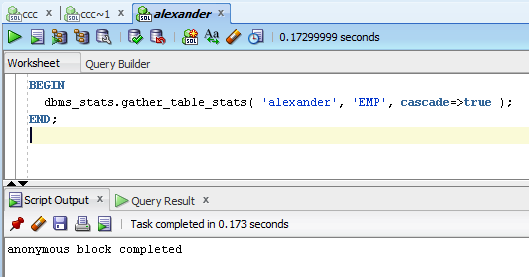 ccc x ccc~1 x alexander x
0.17299999 seconds
Worksheet Query Builder
BEGIN
dbms_stats.gather_table_stats( 'alexander', 'EMP', cascade=>true );
END;
Script Output x Query Result x
Task completed in 0.173 seconds
anonymous block completed